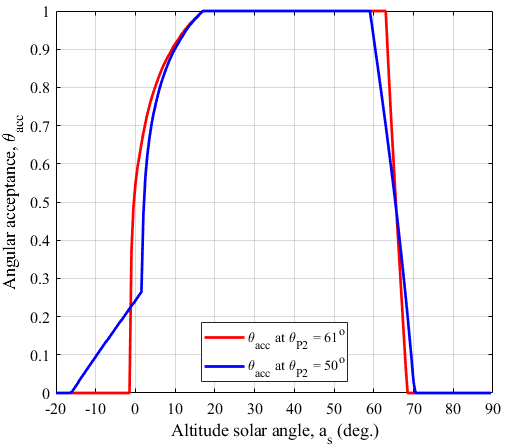 1
0.9
0.8
0.7
0.6
0.5
0.4
0.3
0.2
0.1
0
Angular acceptance, θacc
θacc at θP2 = 61°
θacc at θP2 = 50°
-20 -10 0 10 20 30 40 50 60 70 80 90
Altitude solar angle, as (deg.)